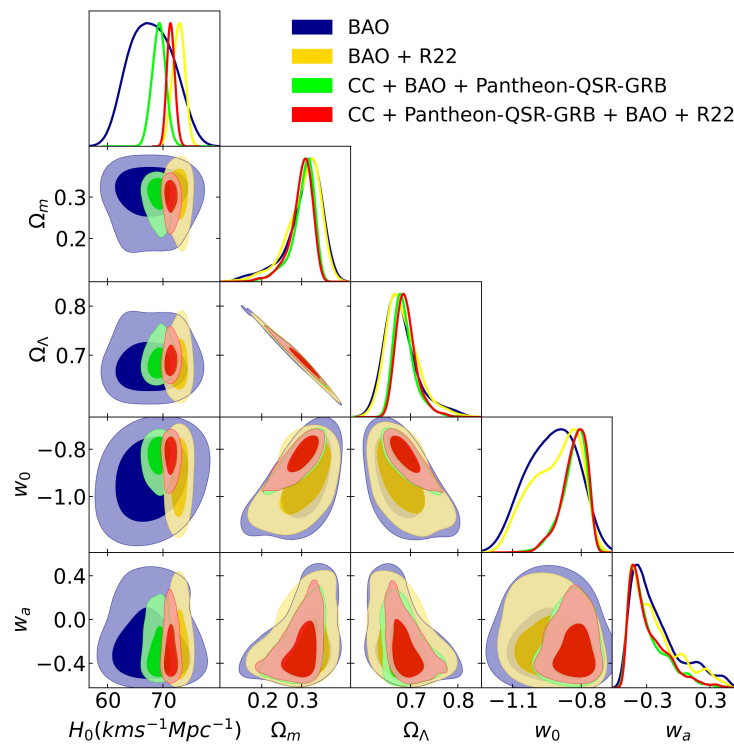 BAO
BAO + R22
CC + BAO + Pantheon-QSR-GRB
CC + Pantheon-QSR-GRB + BAO + R22
Ωₘ
0.3
0.2
Ω_Λ
0.8
0.7
w₀
−0.8
−1.0
wₐ
0.4
0.0
−0.4
60 70 0.2 0.3 0.7 0.8 −1.1 −0.8 −0.3 0.3
H₀(kms⁻¹Mpc⁻¹) Ωₘ Ω_Λ w₀ wₐ